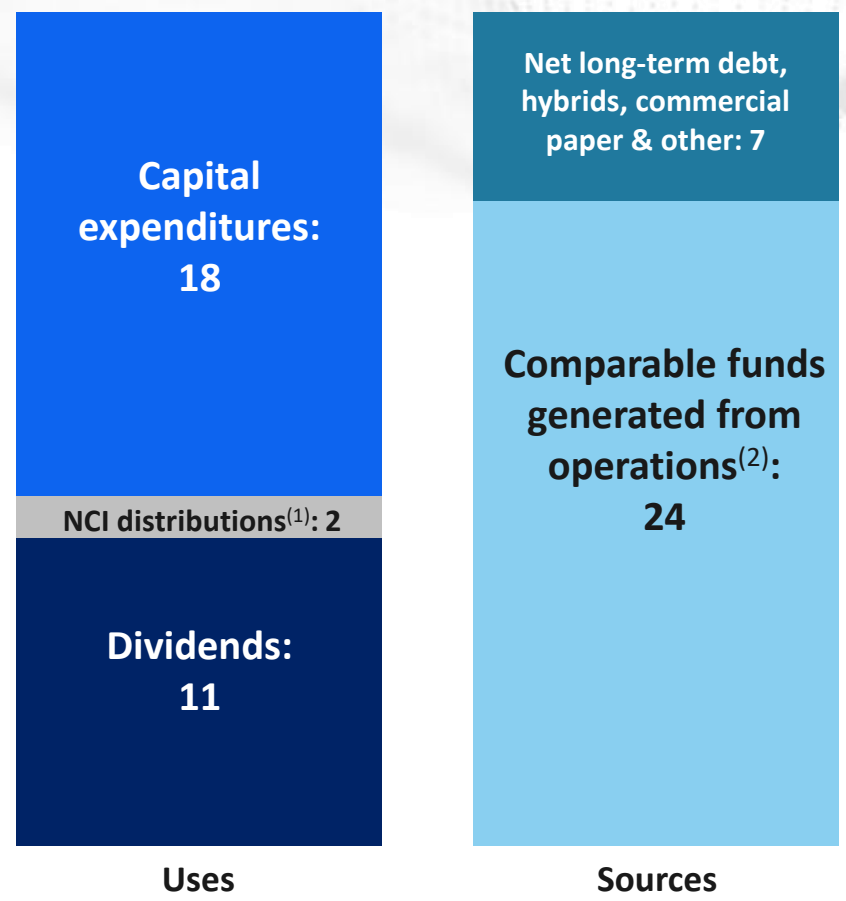 Capital
expenditures:
18
NCI distributions(1): 2
Dividends:
11
Uses
Net long-term debt,
hybrids, commercial
paper & other: 7
Comparable funds
generated from
operations(2):
24
Sources